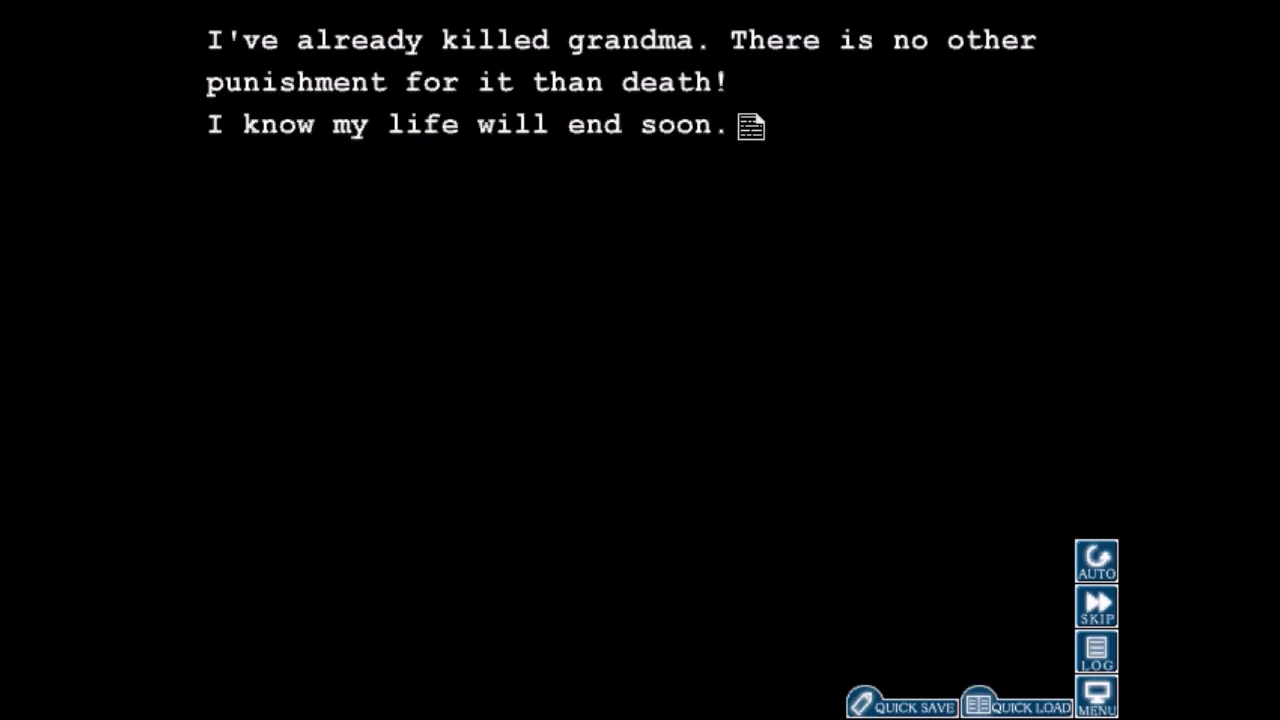 I've already killed grandma. There is no other
punishment for it than death!
I know my life will end soon.
AUTO
SKIP
LOG
QUICK SAVE QUICK LOAD MENU